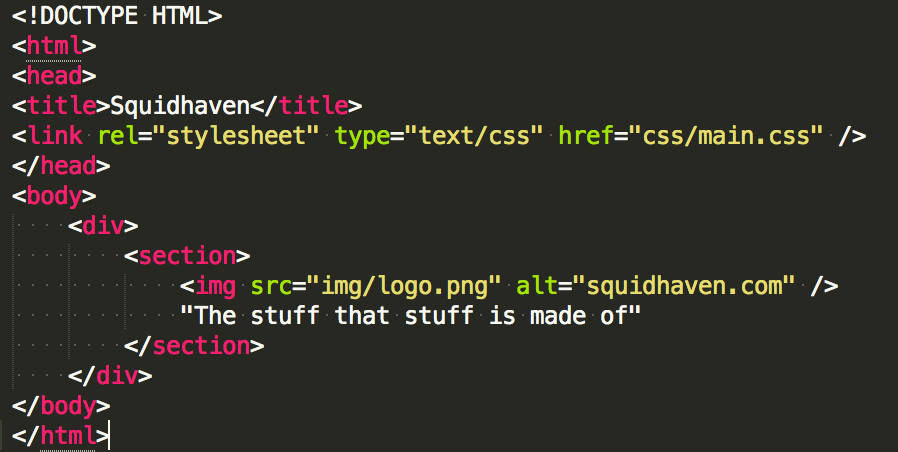 <!DOCTYPE HTML>
<html>
<head>
<title>Squidhaven</title>
<link rel="stylesheet" type="text/css" href="css/main.css" />
</head>
<body>
    <div>
        <section>
            <img src="img/logo.png" alt="squidhaven.com" />
            "The stuff that stuff is made of"
        </section>
    </div>
</body>
</html>